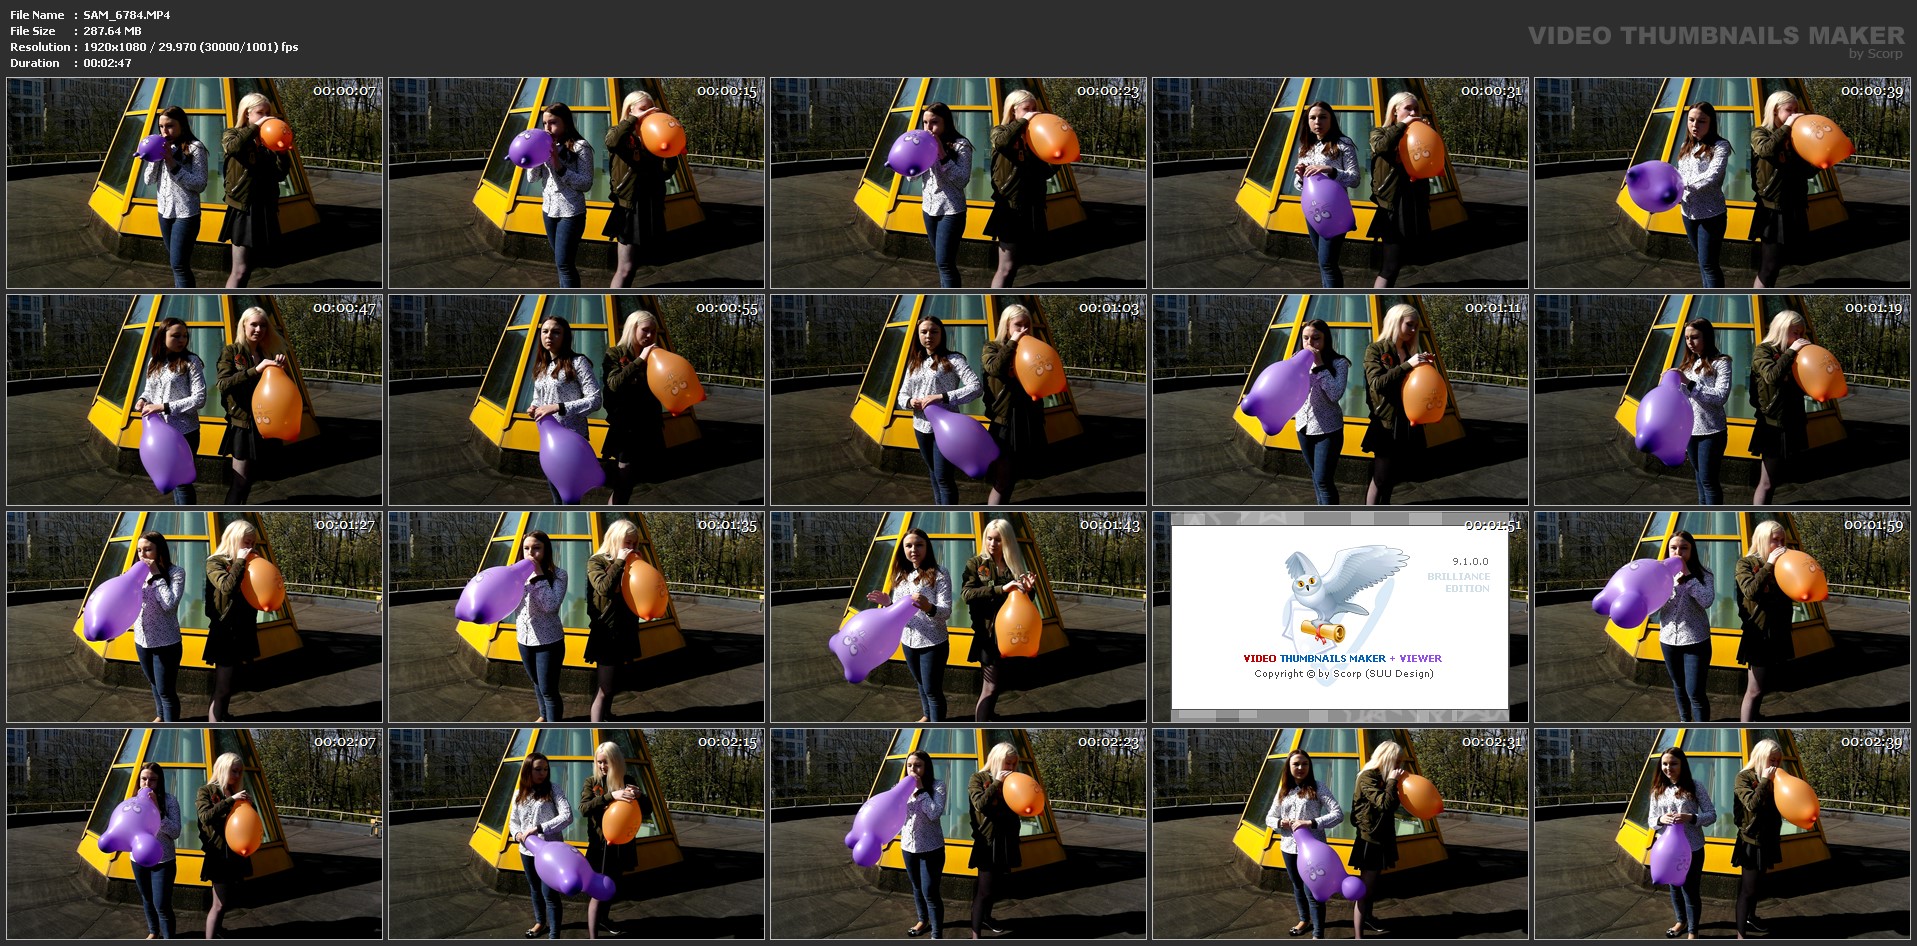 File Name : SAM_6784.MP4
File Size : 287.64 MB
Resolution : 1920x1080 / 29.970 (30000/1001) fps
Duration : 00:02:47
VIDEO THUMBNAILS MAKER
by Scorp
00:00:07
00:00:15
00:00:23
00:00:31
00:00:39
00:00:47
00:00:55
00:01:03
00:01:11
00:01:19
00:01:27
00:01:35
00:01:43
00:01:51
9.1.0.0
BRILLIANCE
EDITION
VIDEO THUMBNAILS MAKER + VIEWER
Copyright © by Scorp (SUU Design)
00:01:59
00:02:07
00:02:15
00:02:23
00:02:31
00:02:39